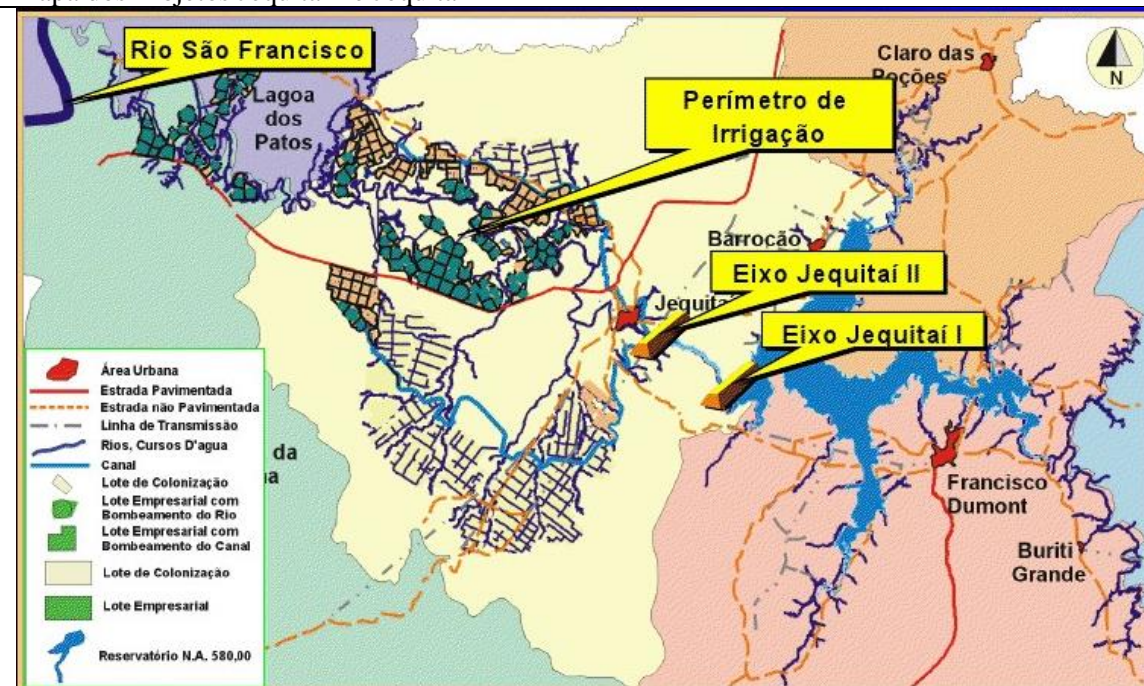 Rio São Francisco
Claro das
Poções
N
Lagoa
dos
Patos
Perímetro de
Irrigação
Barrocão
Eixo Jequitaí II
Jequitaí
Eixo Jequitaí I
Área Urbana
Estrada Pavimentada
Estrada não Pavimentada
Linha de Transmissão
Rios, Cursos D'agua
Canal
Lote de Colonização
Lote Empresarial com
Bombeamento do Rio
Lote Empresarial com
Bombeamento do Canal
Lote de Colonização
Lote Empresarial
Reservatório N.A. 580,00
da
Francisco
Dumont
Buriti
Grande